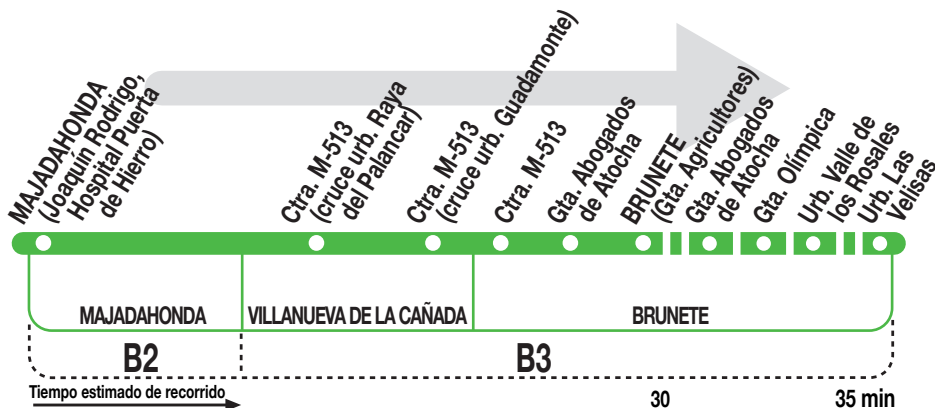 MAJADAHONDA
(Joaquín Rodrigo,
Hospital Puerta
de Hierro)
Ctra. M-513
(cruce urb. Raya
del Palancar)
Ctra. M-513
(cruce urb. Guadamonte)
Ctra. M-513
Gta. Abogados
de Atocha
BRUNETE
(Gta. Agricultores)
Gta. Abogados
de Atocha
Gta. Olímpica
Urb. Valle de
los Rosales
Urb. Las
Velisas
MAJADAHONDA
VILLANUEVA DE LA CAÑADA
BRUNETE
B2
B3
Tiempo estimado de recorrido
30
35 min